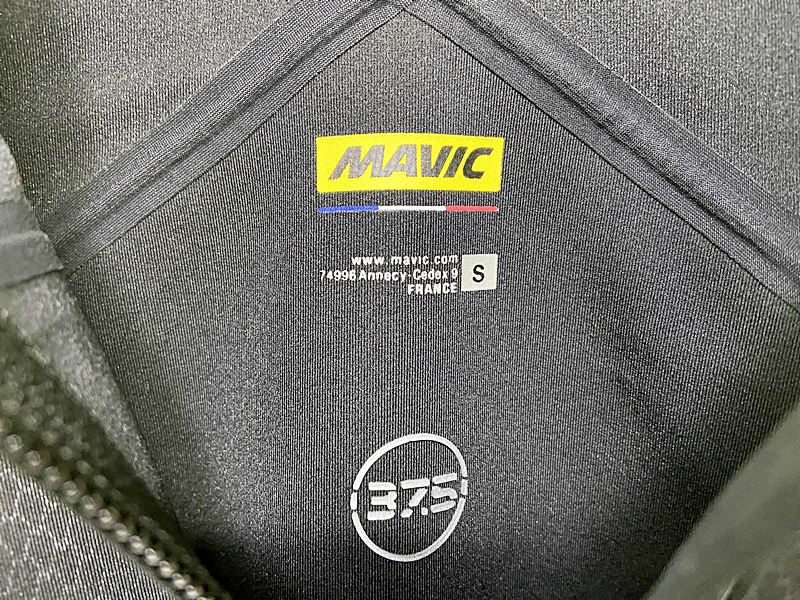 MAVIC
www.mavic.com
74996 Annecy-Cedex 9
FRANCE
S
37.5